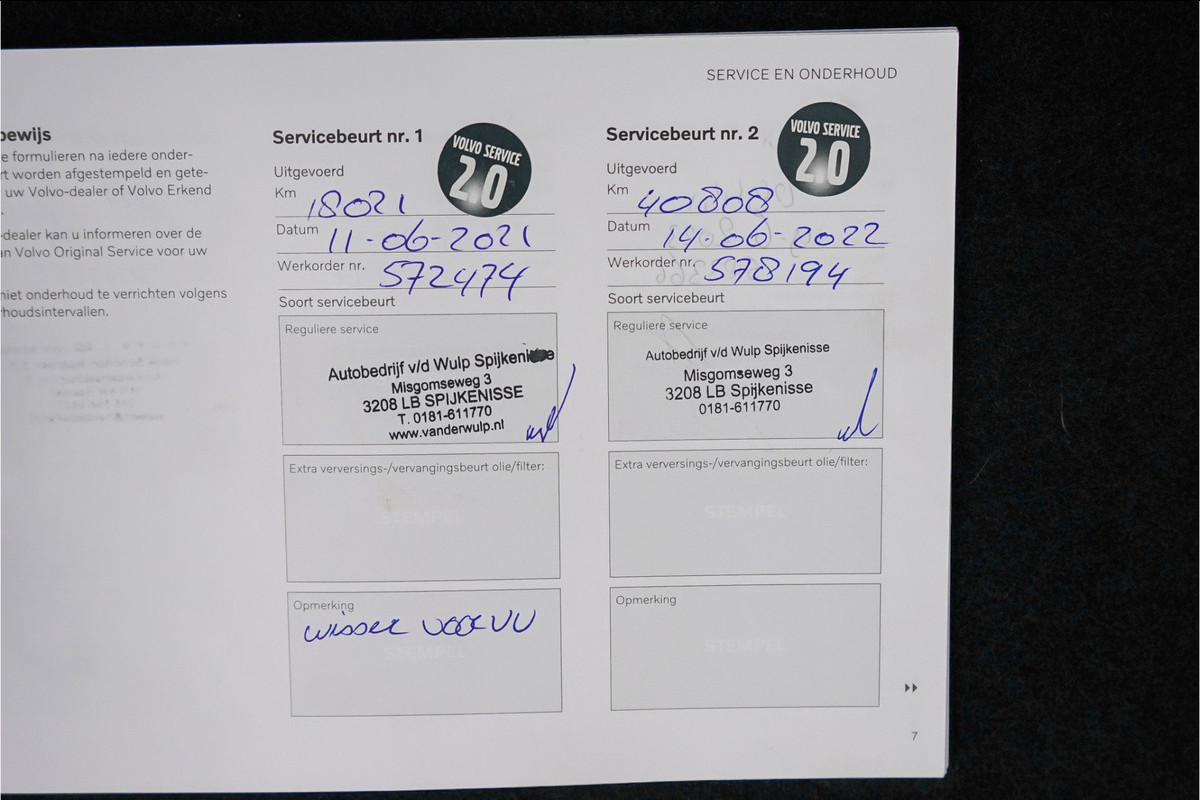 SERVICE EN ONDERHOUD
bewijs
e formulieren na iedere onder-
rt worden afgestempeld en gete-
uw Volvo-dealer of Volvo Erkend
-dealer kan u informeren over de
an Volvo Original Service voor uw
niet onderhoud te verrichten volgens
rhoudsintervallen.
Servicebeurt nr. 1
VOLVO SERVICE
2.0
Uitgevoerd
Km 18021
Datum 11-06-2021
Werkorder nr. 572474
Soort servicebeurt
Reguliere service
Autobedrijf v/d Wulp Spijkenisse
Misgomseweg 3
3208 LB SPIJKENISSE
T. 0181-611770
www.vanderwulp.nl
Extra verversings-/vervangingsbeurt olie/filter:
STEMPEL
Opmerking
wisser voor
STEMPEL
Servicebeurt nr. 2
VOLVO SERVICE
2.0
Uitgevoerd
Km 40808
Datum 14-06-2022
Werkorder nr. 578194
Soort servicebeurt
Reguliere service
Autobedrijf v/d Wulp Spijkenisse
Misgomseweg 3
3208 LB Spijkenisse
0181-611770
Extra verversings-/vervangingsbeurt olie/filter:
STEMPEL
Opmerking
STEMPEL
7